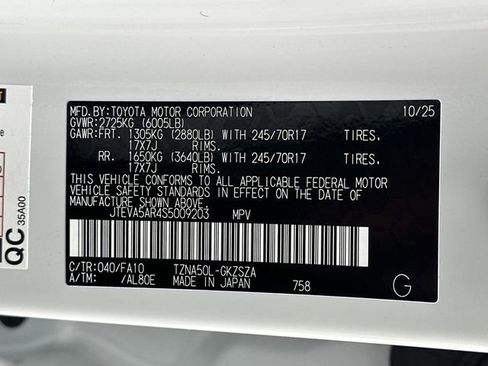 MFD.BY:TOYOTA MOTOR CORPORATION 10/25
GVWR:2725KG (6005LB)
GAWR:FRT. 1305KG (2880LB) WITH 245/70R17 TIRES.
17X7J RIMS.
RR. 1650KG (3640LB) WITH 245/70R17 TIRES.
17X7J RIMS.
THIS VEHICLE CONFORMS TO ALL APPLICABLE FEDERAL MOTOR
VEHICLE SAFETY STANDARDS IN EFFECT ON THE DATE OF
MANUFACTURE SHOWN ABOVE.
JTEVA5AR4S5009203 MPV
C/TR:040/FA10 TZNA50L-GKZSZA
A/TM: /AL80E MADE IN JAPAN 758 G
QC 35A00